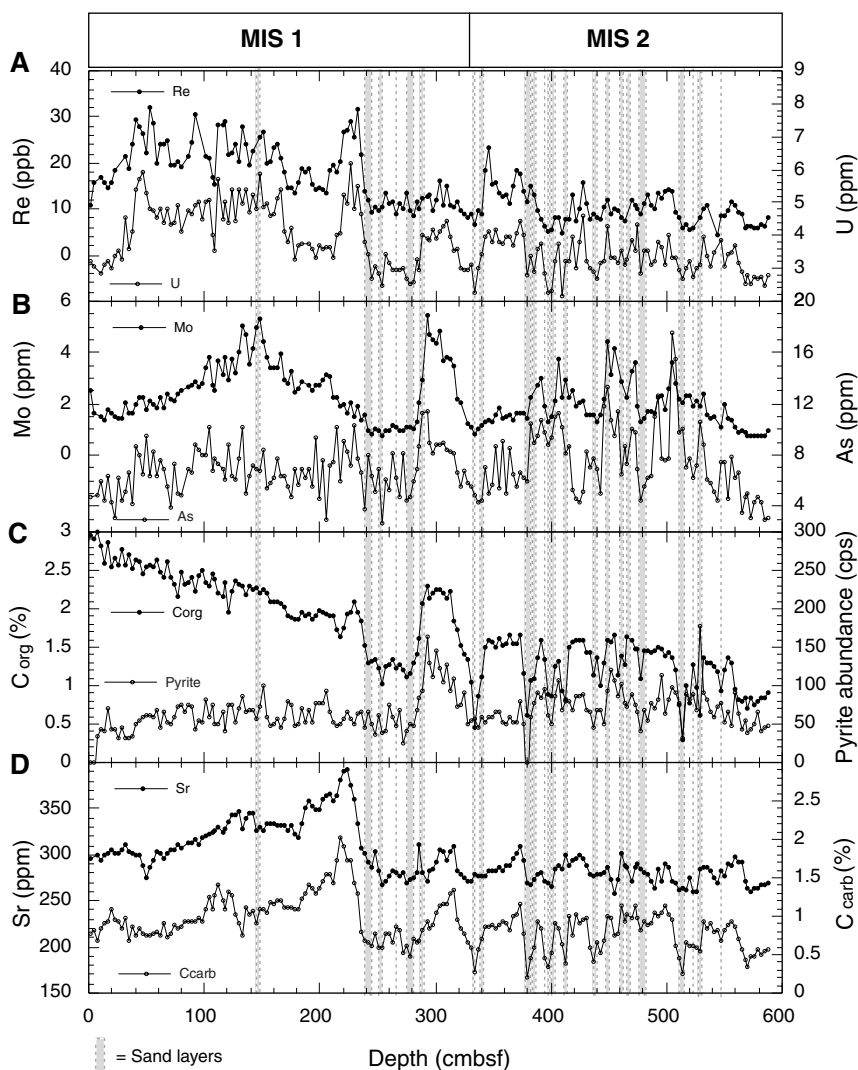 MIS 1
MIS 2
A
40
30
20
10
0
Re (ppb)
Re
U
9
8
7
6
5
4
3
U (ppm)
B
6
4
2
0
Mo (ppm)
Mo
As
20
16
12
8
4
As (ppm)
C
3
2.5
2
1.5
1
0.5
0
C org (%)
Corg
Pyrite
300
250
200
150
100
50
0
Pyrite abundance (cps)
D
350
300
250
200
150
Sr (ppm)
Sr
Ccarb
2.5
2
1.5
1
0.5
0
C carb (%)
0 100 200 300 400 500 600
Depth (cmbsf)
= Sand layers